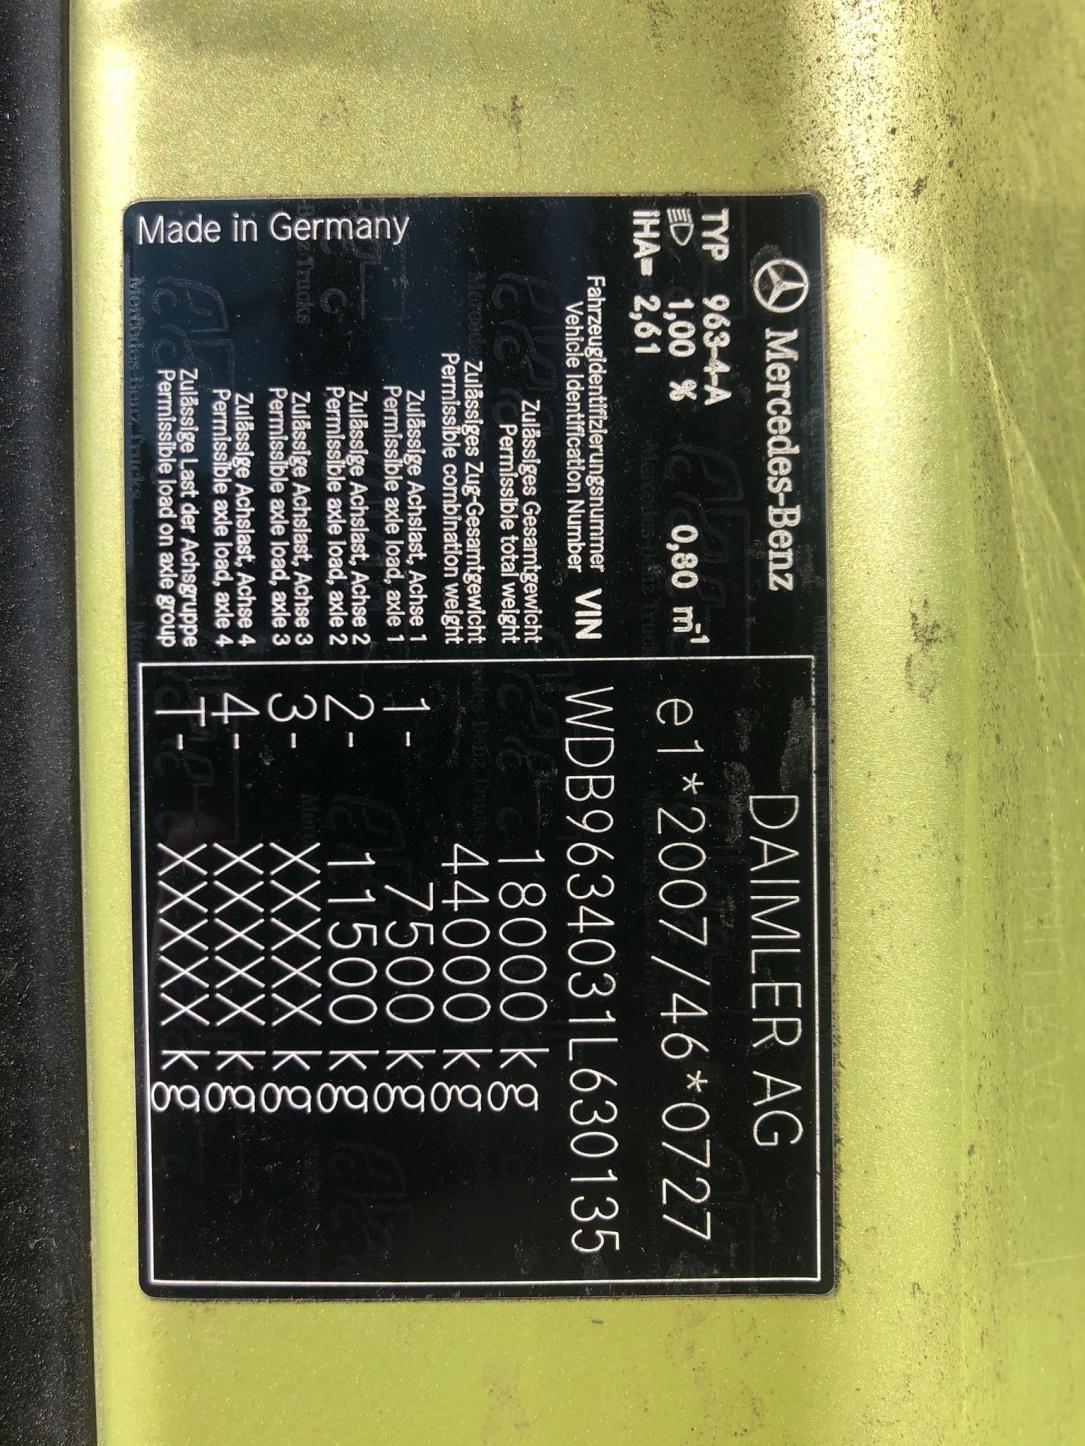 Mercedes-Benz
DAIMLER AG
TYP 963-4-A
1,00 % 0,80 m⁻¹
e1*2007/46*0727
iHA= 2,61
Fahrzeugidentifizierungsnummer
Vehicle Identification Number VIN WDB9634031L630135
Zulässiges Gesamtgewicht
Permissible total weight 18000 kg
Zulässiges Zug-Gesamtgewicht
Permissible combination weight 44000 kg
Zulässige Achslast, Achse 1
Permissible axle load, axle 1 1- 7500 kg
Zulässige Achslast, Achse 2
Permissible axle load, axle 2 2- 11500 kg
Zulässige Achslast, Achse 3
Permissible axle load, axle 3 3- XXXXX kg
Zulässige Achslast, Achse 4
Permissible axle load, axle 4 4- XXXXX kg
Zulässige Last der Achsgruppe
Permissible load on axle group T- XXXXX kg
Made in Germany